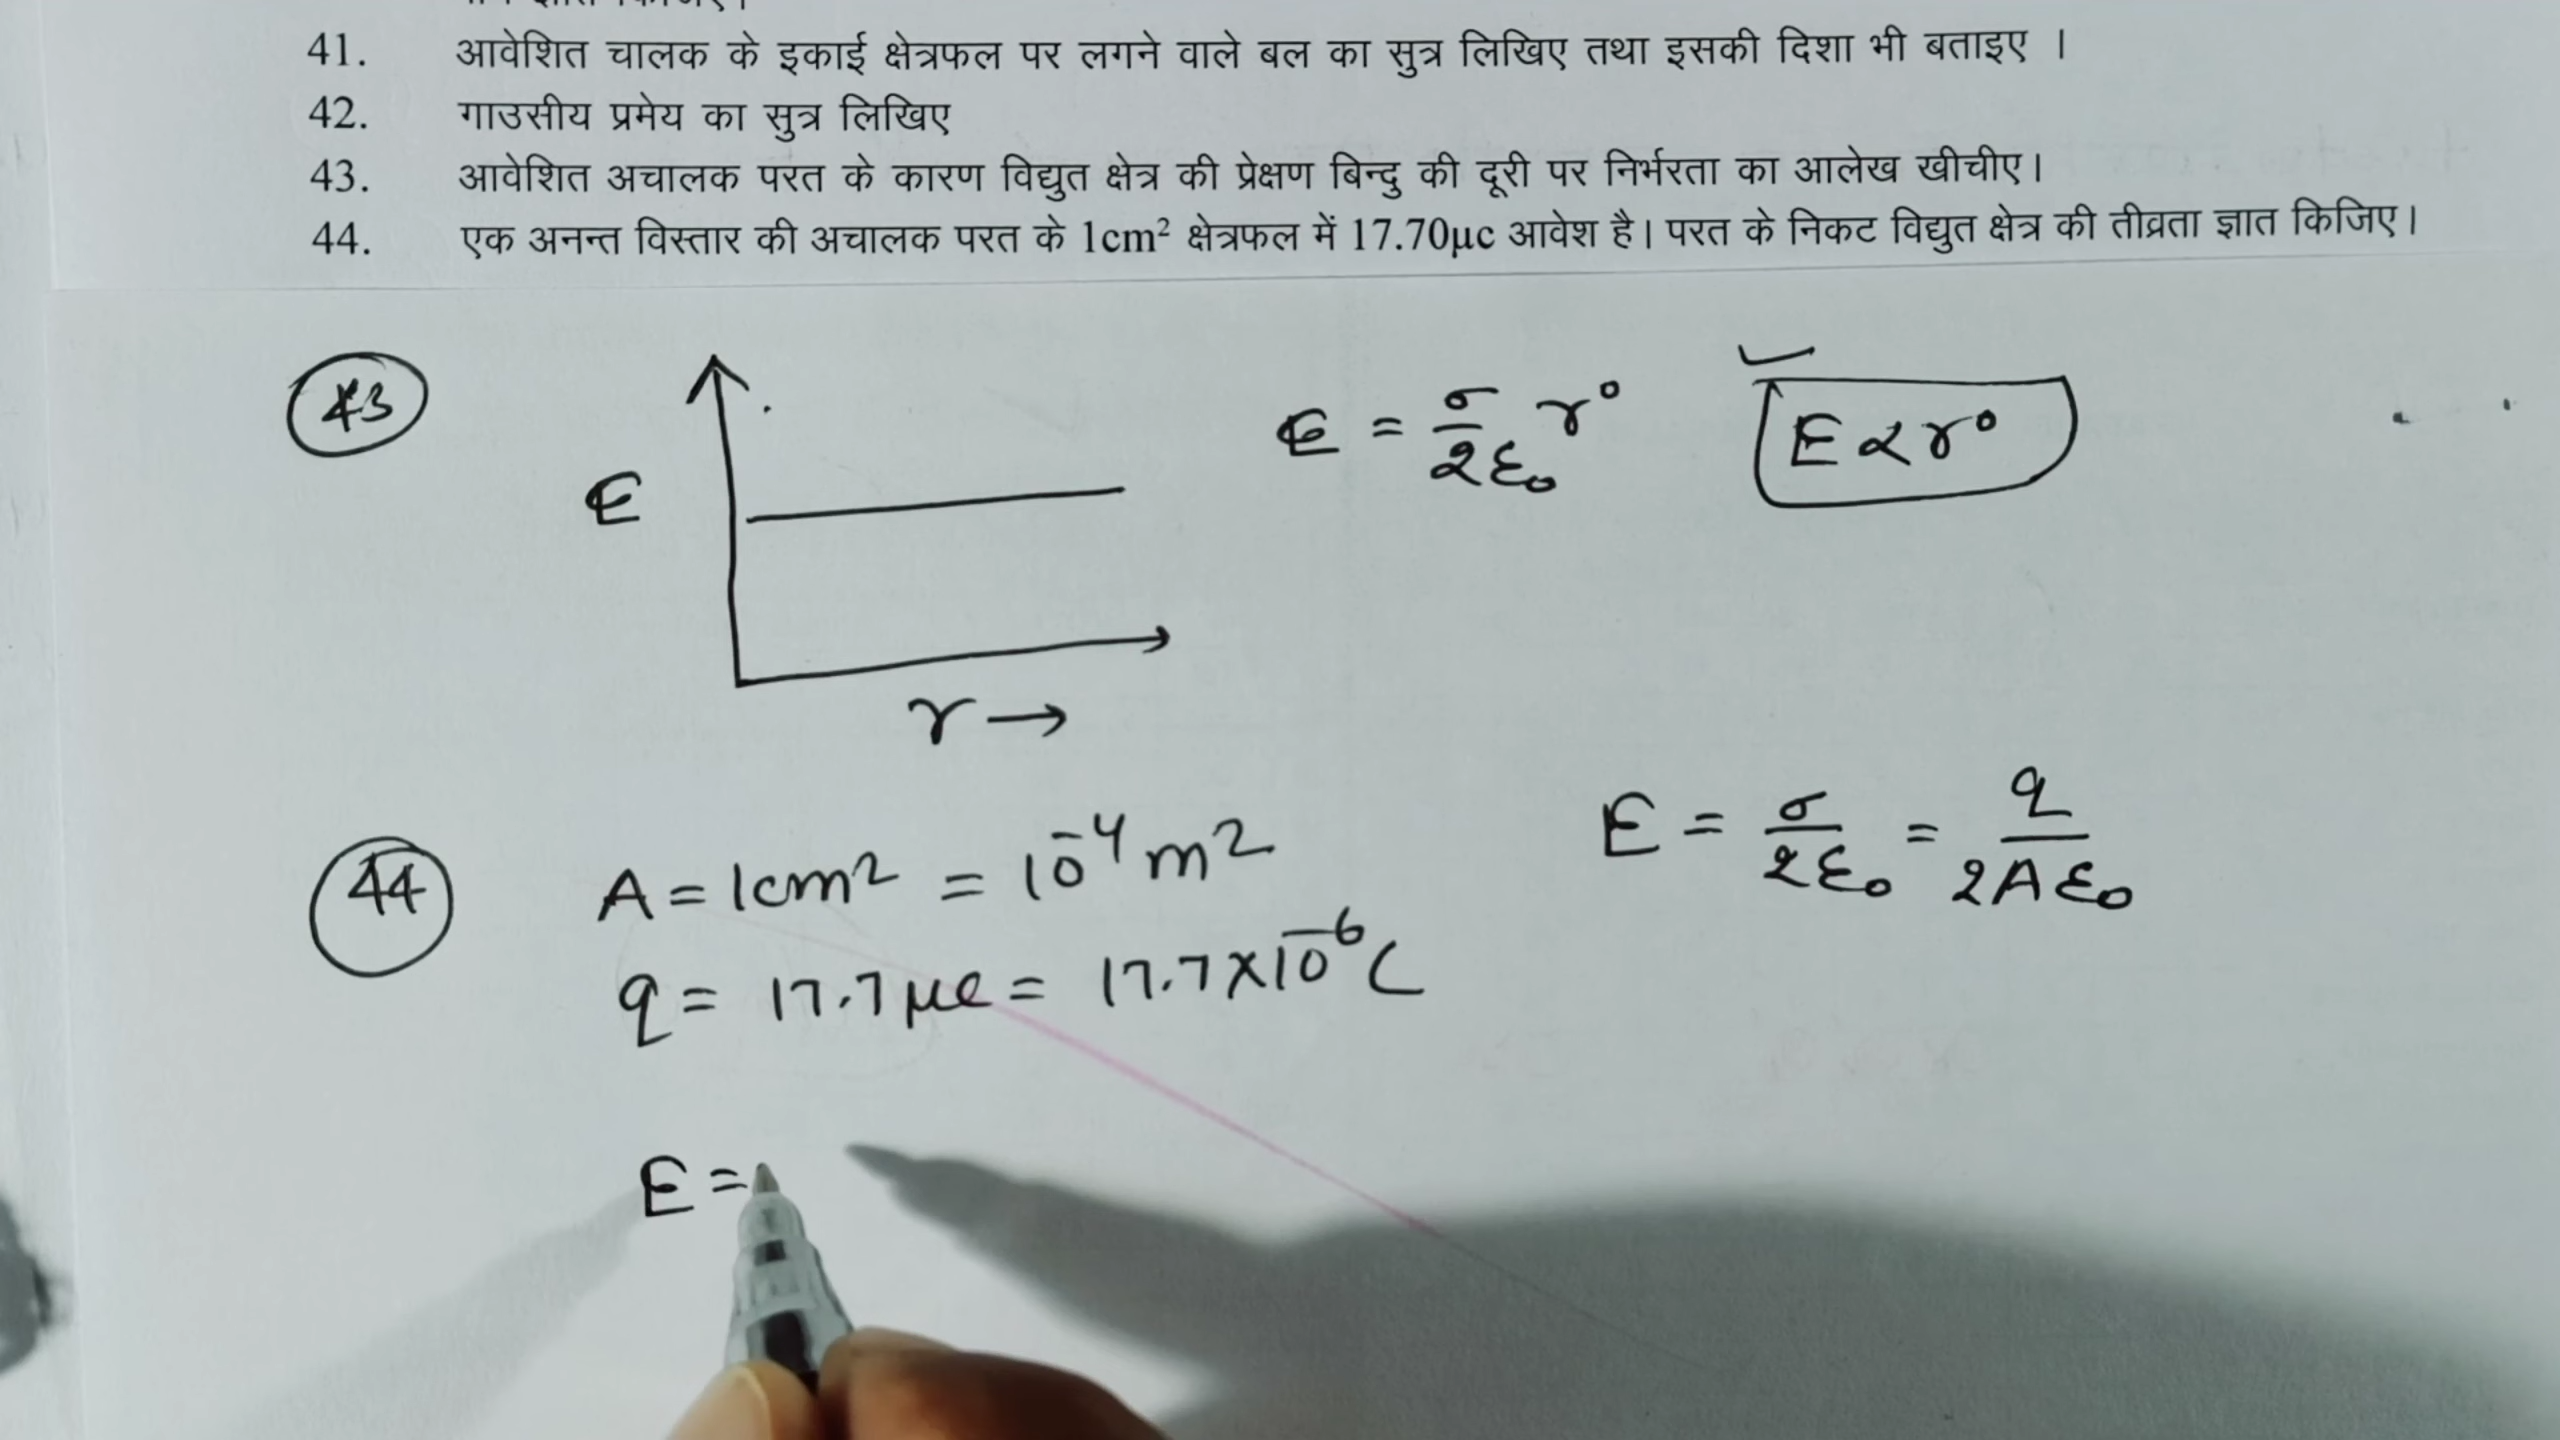 41. आवेशित चालक के इकाई क्षेत्रफल पर लगने वाले बल का सुत्र लिखिए तथा इसकी दिशा भी बताइए ।
42. गाउसीय प्रमेय का सुत्र लिखिए
43. आवेशित अचालक परत के कारण विद्युत क्षेत्र की प्रेक्षण बिन्दु की दूरी पर निर्भरता का आलेख खीचीए।
44. एक अनन्त विस्तार की अचालक परत के 1cm² क्षेत्रफल में 17.70μc आवेश है। परत के निकट विद्युत क्षेत्र की तीव्रता ज्ञात किजिए।
43
E
r →
E = σ/2ε₀ r⁰
E ∝ r⁰
44
A = 1cm² = 10⁻⁴ m²
q = 17.7 μc = 17.7×10⁻⁶ C
E = σ/2ε₀ = q/2Aε₀
E =